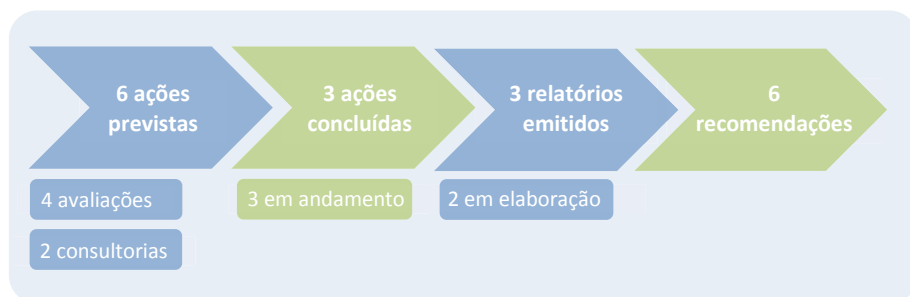 6 ações
previstas
3 ações
concluídas
3 relatórios
emitidos
6
recomendações
4 avaliações
3 em andamento
2 em elaboração
2 consultorias